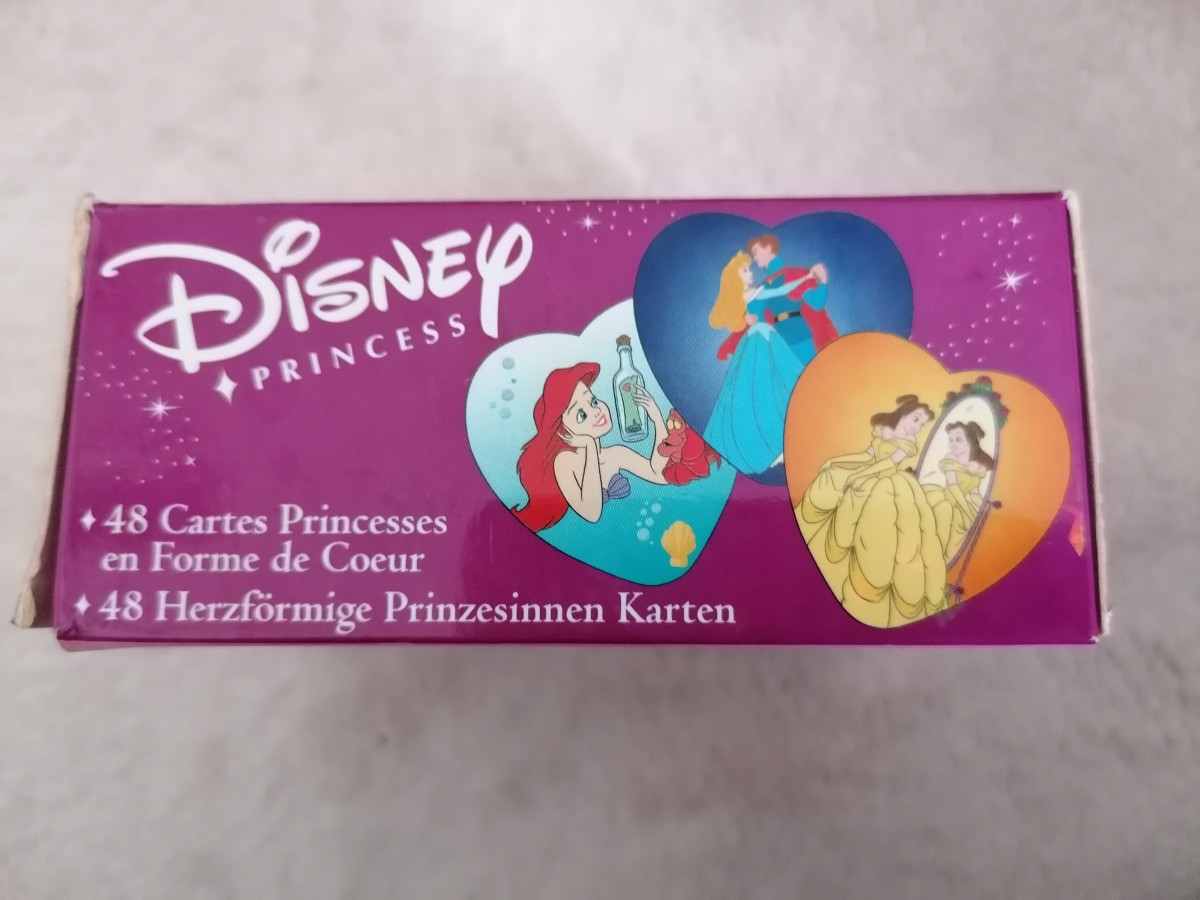 Disney
PRINCESS
48 Cartes Princesses
en Forme de Coeur
48 Herzförmige Prinzesinnen Karten